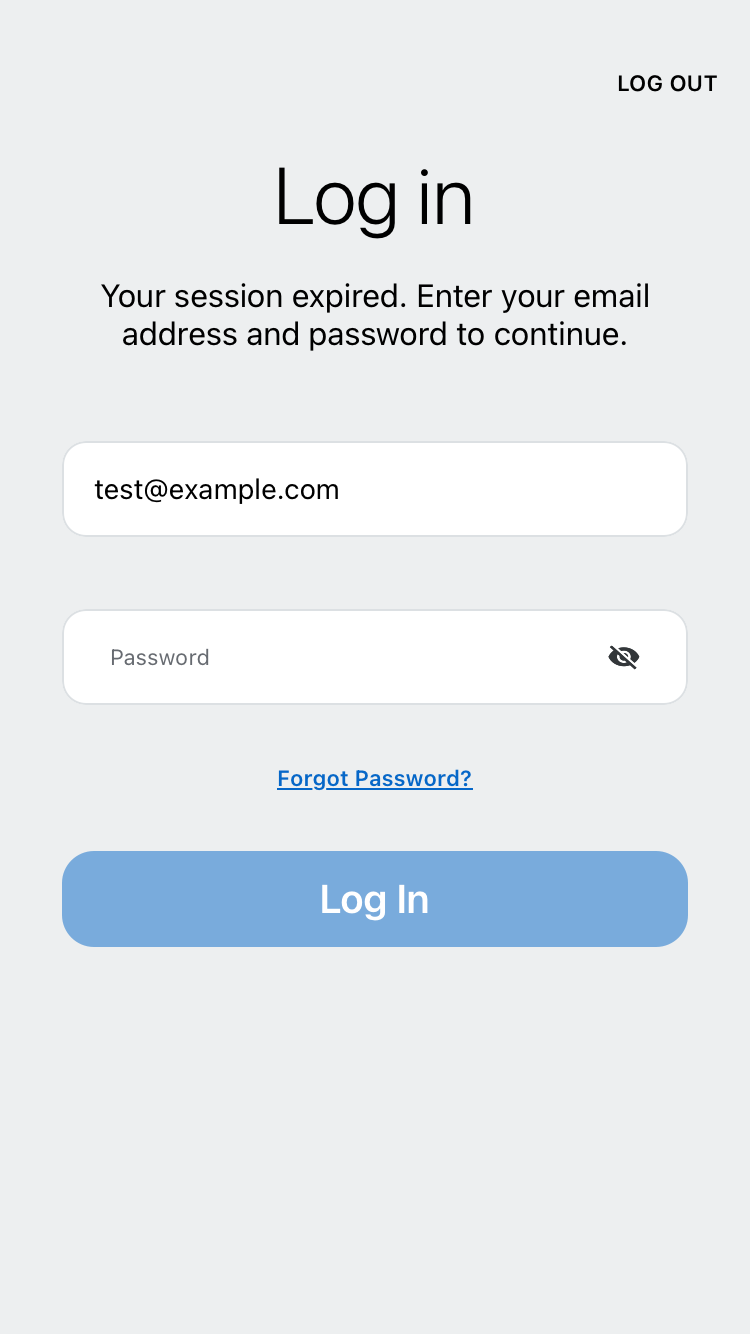 LOG OUT
Log in
Your session expired. Enter your email
address and password to continue.
test@example.com
Password
Forgot Password?
Log In